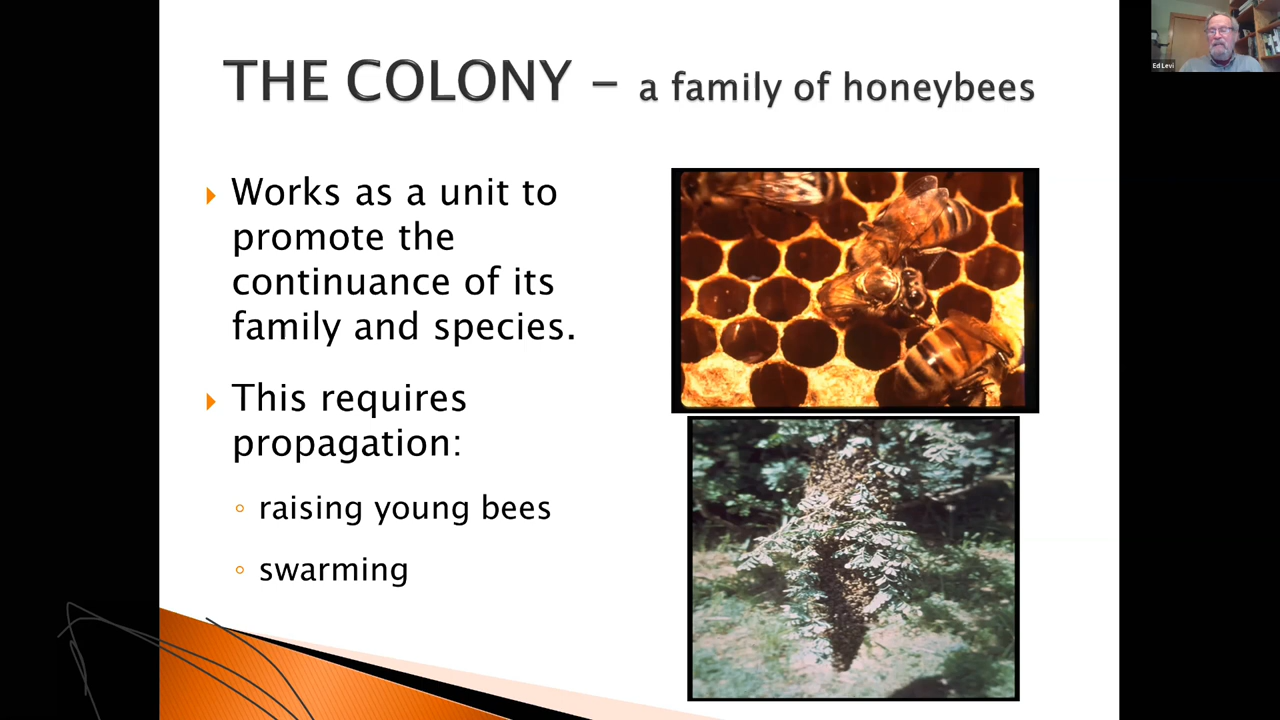 Ed Levi
THE COLONY – a family of honeybees
Works as a unit to
promote the
continuance of its
family and species.
This requires
propagation:
raising young bees
swarming